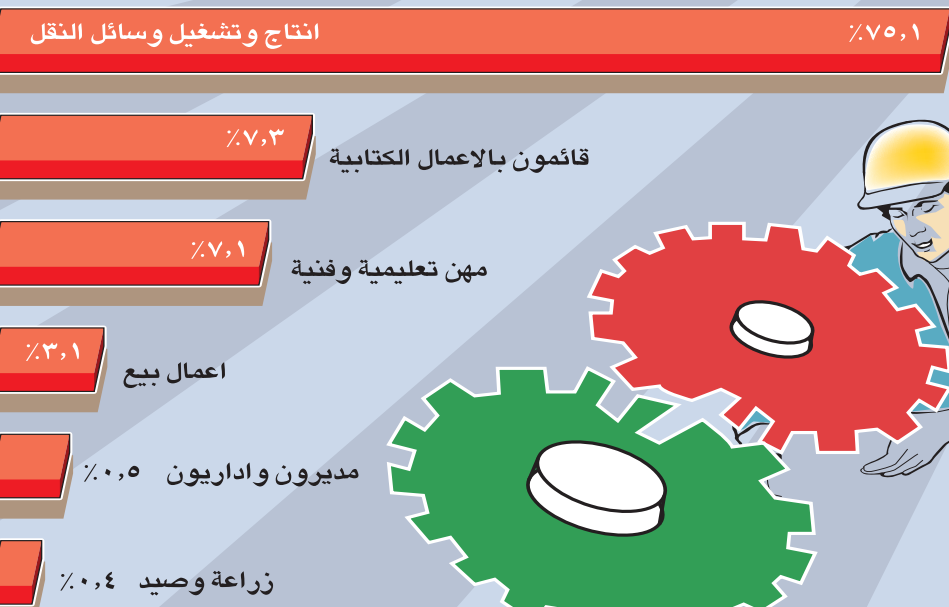 انتاج وتشغيل وسائل النقل ٧٥,١٪
٧,٣٪ قائمون بالاعمال الكتابية
٧,١٪ مهن تعليمية وفنية
٣,١٪ اعمال بيع
مديرون واداريون ٠,٥٪
زراعة وصيد ٠,٤٪